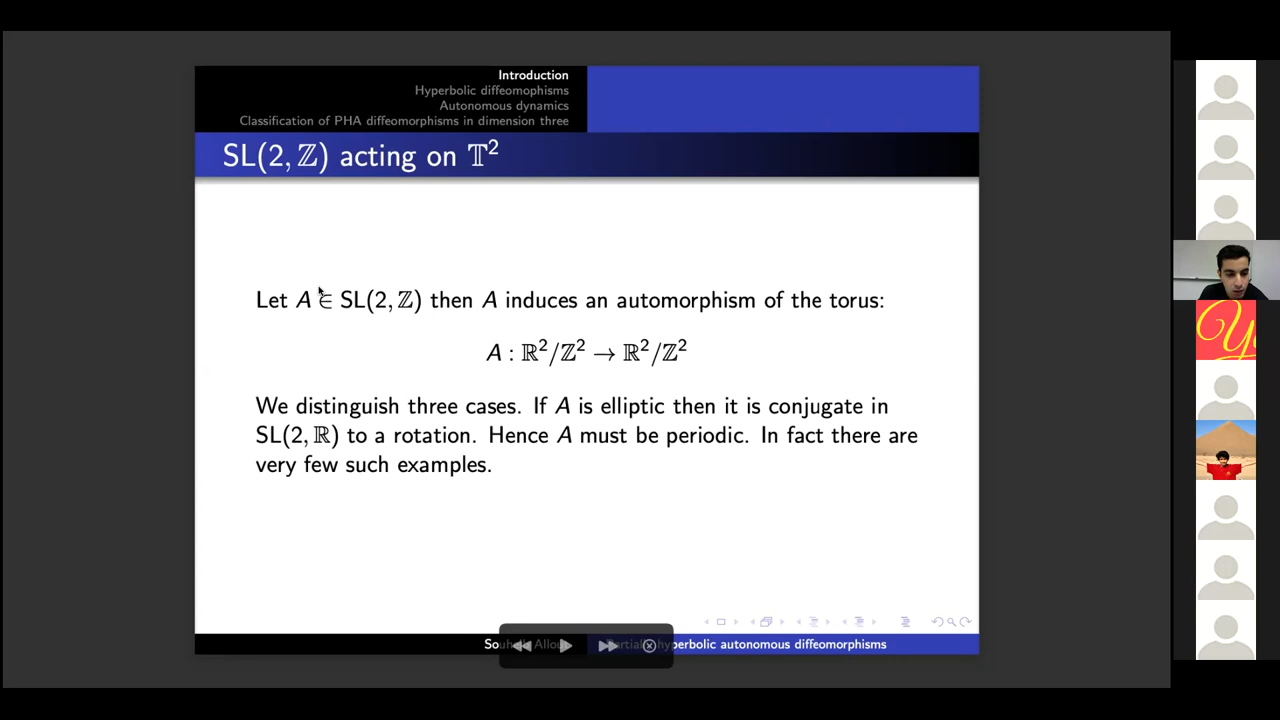 Introduction
Hyperbolic diffeomophisms
Autonomous dynamics
Classification of PHA diffeomorphisms in dimension three
SL(2, ℤ) acting on 𝕋²
Let A ∈ SL(2, ℤ) then A induces an automorphism of the torus:
A : ℝ²/ℤ² → ℝ²/ℤ²
We distinguish three cases. If A is elliptic then it is conjugate in
SL(2, ℝ) to a rotation. Hence A must be periodic. In fact there are
very few such examples.
hyperbolic autonomous diffeomorphisms